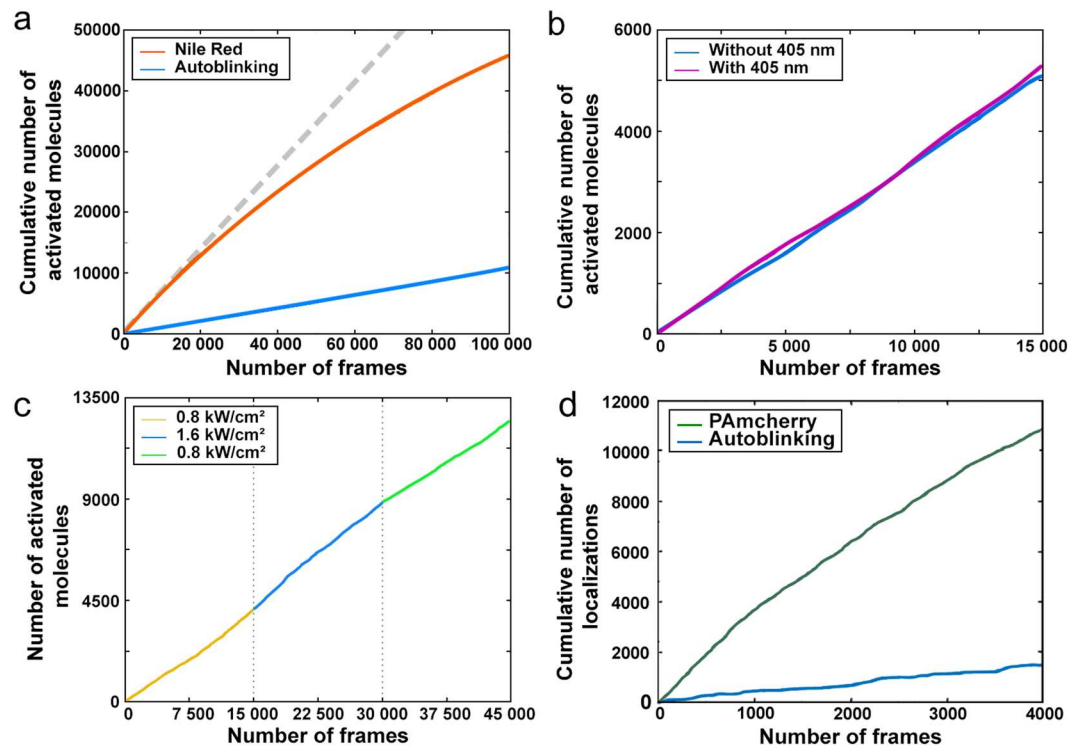 a
50000
40000
30000
20000
10000
0
Cumulative number of
activated molecules
Nile Red
Autoblinking
0
20 000
40 000
60 000
80 000
100 000
Number of frames
b
6000
4000
2000
0
Cumulative number of
activated molecules
Without 405 nm
With 405 nm
0
5 000
10 000
15 000
Number of frames
c
13500
9000
4500
0
Number of activated
molecules
0.8 kW/cm²
1.6 kW/cm²
0.8 kW/cm²
0
7 500
15 000
22 500
30 000
37 500
45 000
Number of frames
d
12000
10000
8000
6000
4000
2000
0
Cumulative number of
localizations
PAmcherry
Autoblinking
0
1000
2000
3000
4000
Number of frames